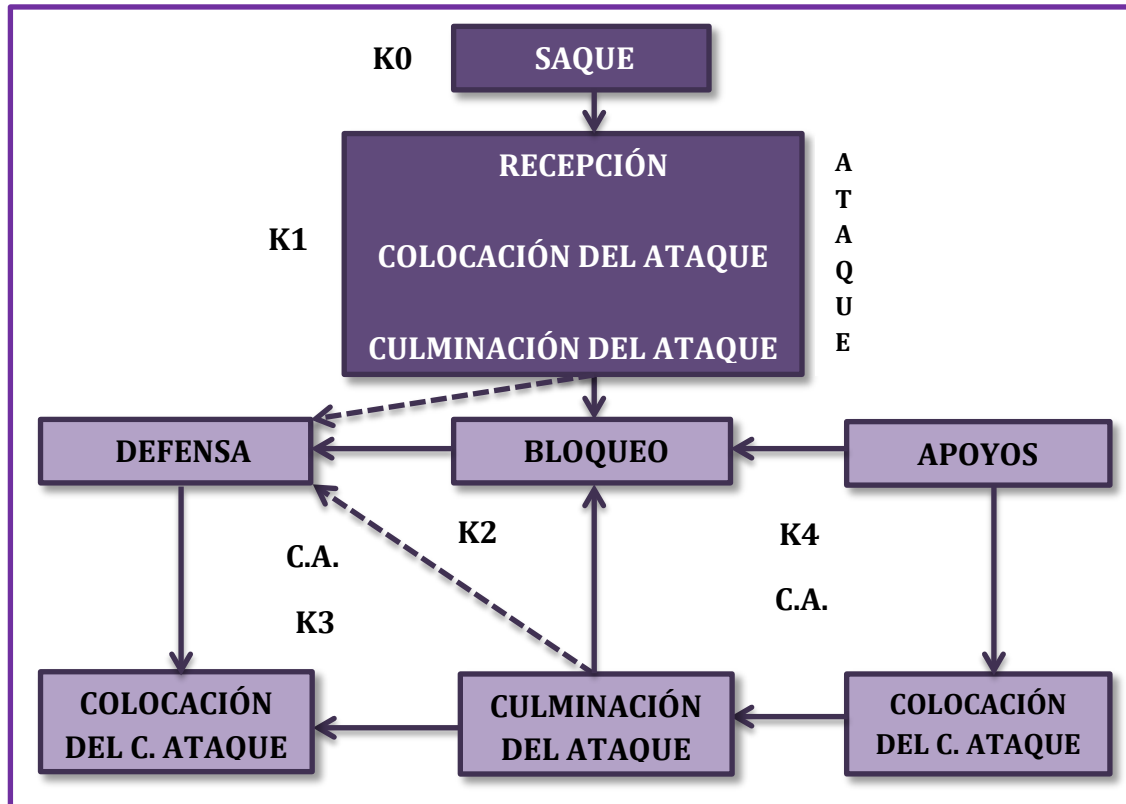 K0
SAQUE
K1
RECEPCIÓN
COLOCACIÓN DEL ATAQUE
CULMINACIÓN DEL ATAQUE
A
T
A
Q
U
E
DEFENSA
BLOQUEO
APOYOS
K2
K4
C.A.
C.A.
K3
COLOCACIÓN
DEL C. ATAQUE
CULMINACIÓN
DEL ATAQUE
COLOCACIÓN
DEL C. ATAQUE